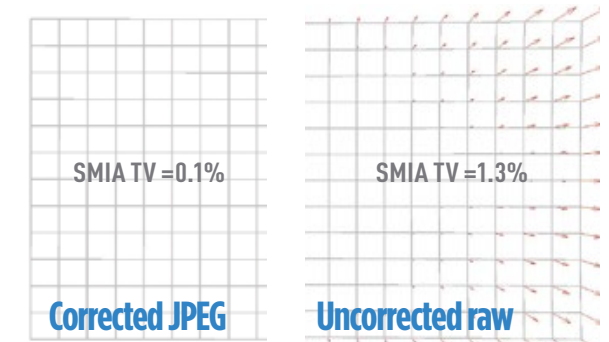 SMIA TV =0.1%
SMIA TV =1.3%
Corrected JPEG
Uncorrected raw